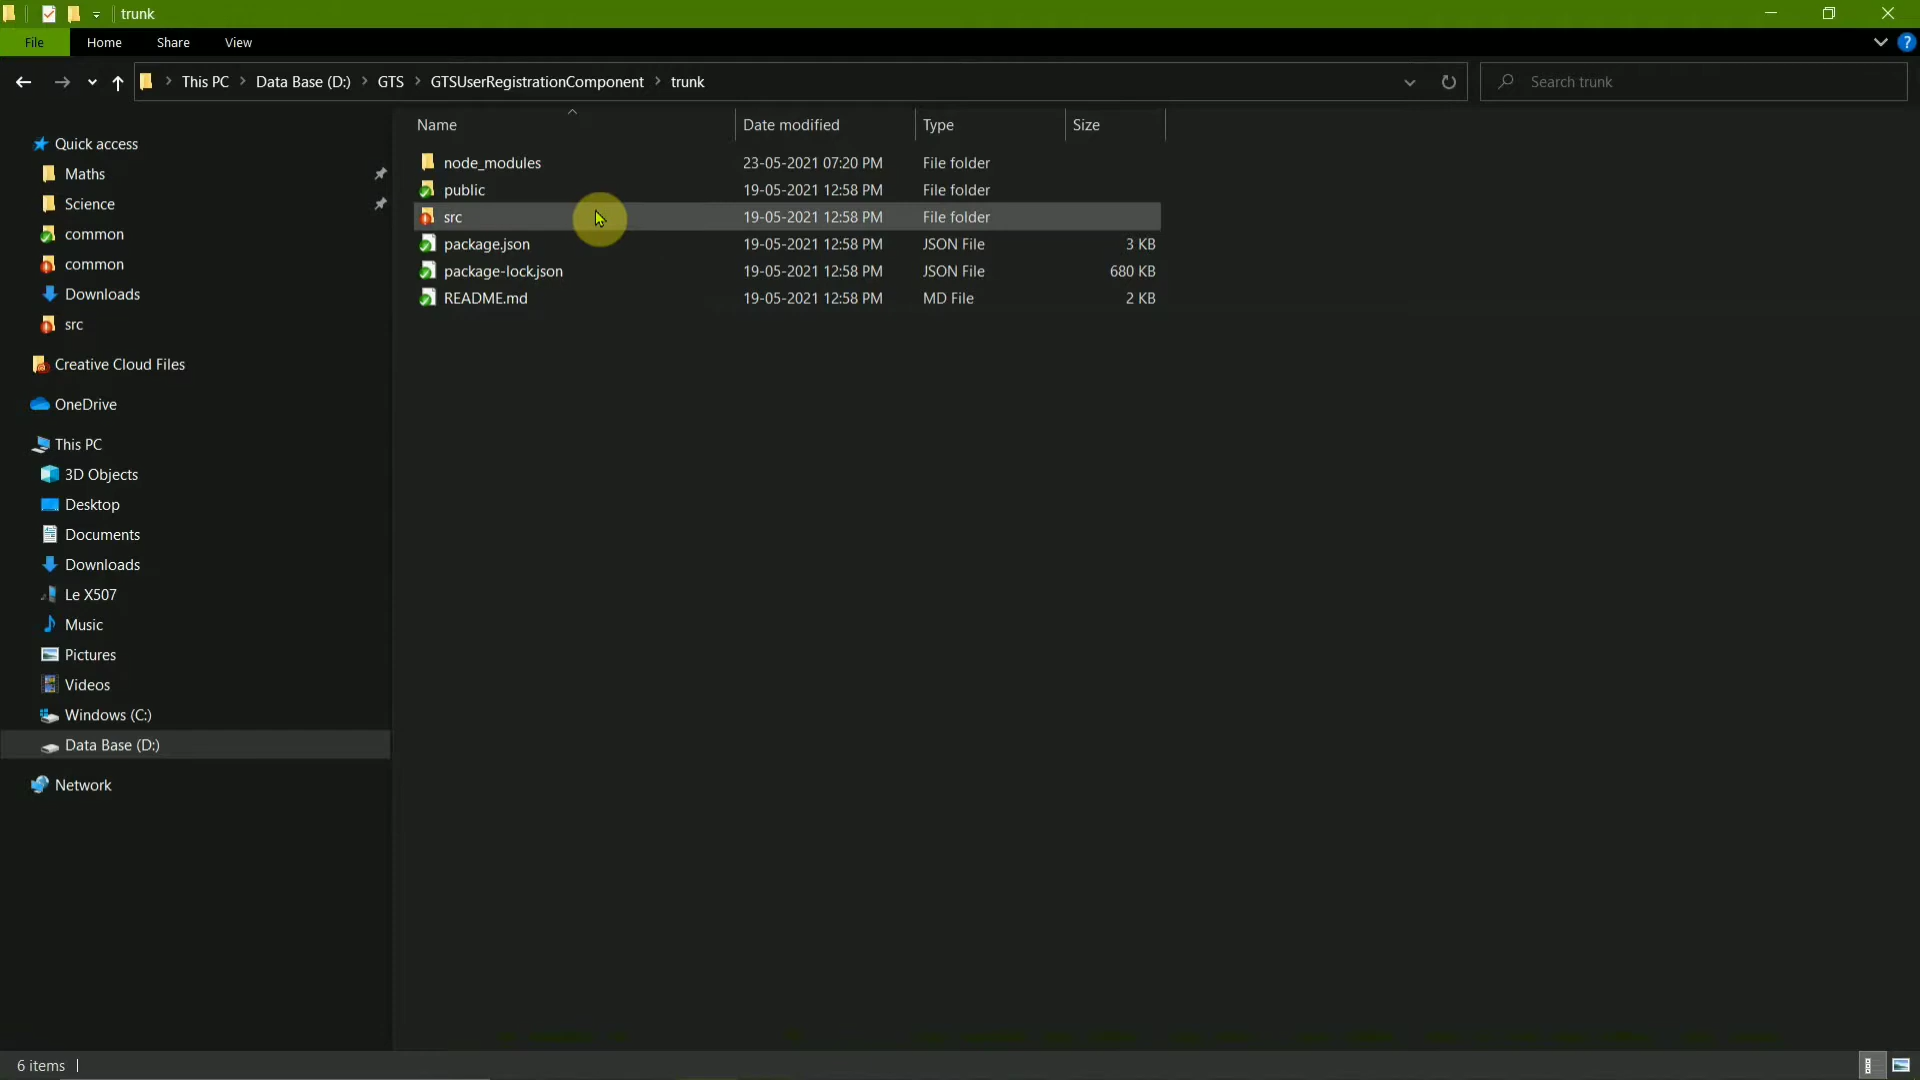 trunk
File Home Share View
This PC Data Base (D:) GTS GTSUserRegistrationComponent trunk
Search trunk
Name Date modified Type Size
Quick access
Maths
Science
common
common
Downloads
src
Creative Cloud Files
OneDrive
This PC
3D Objects
Desktop
Documents
Downloads
Le X507
Music
Pictures
Videos
Windows (C:)
Data Base (D:)
Network
node_modules 23-05-2021 07:20 PM File folder
public 19-05-2021 12:58 PM File folder
src 19-05-2021 12:58 PM File folder
package.json 19-05-2021 12:58 PM JSON File 3 KB
package-lock.json 19-05-2021 12:58 PM JSON File 680 KB
README.md 19-05-2021 12:58 PM MD File 2 KB
6 items